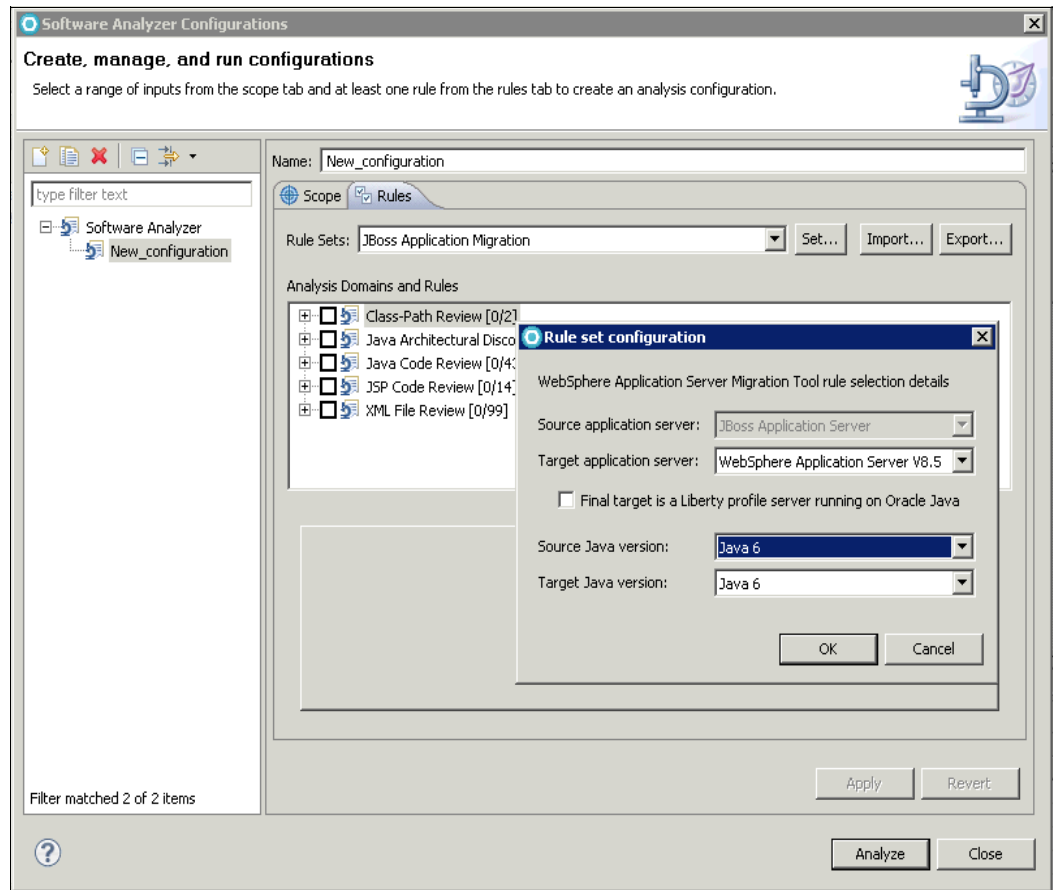 Software Analyzer Configurations
Create, manage, and run configurations
Select a range of inputs from the scope tab and at least one rule from the rules tab to create an analysis configuration.
type filter text
Software Analyzer
New_configuration
Filter matched 2 of 2 items
Name: New_configuration
Scope Rules
Rule Sets: JBoss Application Migration Set... Import... Export...
Analysis Domains and Rules
Class-Path Review [0/2]
Java Architectural Disco
Java Code Review [0/43
JSP Code Review [0/14]
XML File Review [0/99]
Rule set configuration
WebSphere Application Server Migration Tool rule selection details
Source application server: JBoss Application Server
Target application server: WebSphere Application Server V8.5
Final target is a Liberty profile server running on Oracle Java
Source Java version: Java 6
Target Java version: Java 6
OK Cancel
Apply Revert
? Analyze Close